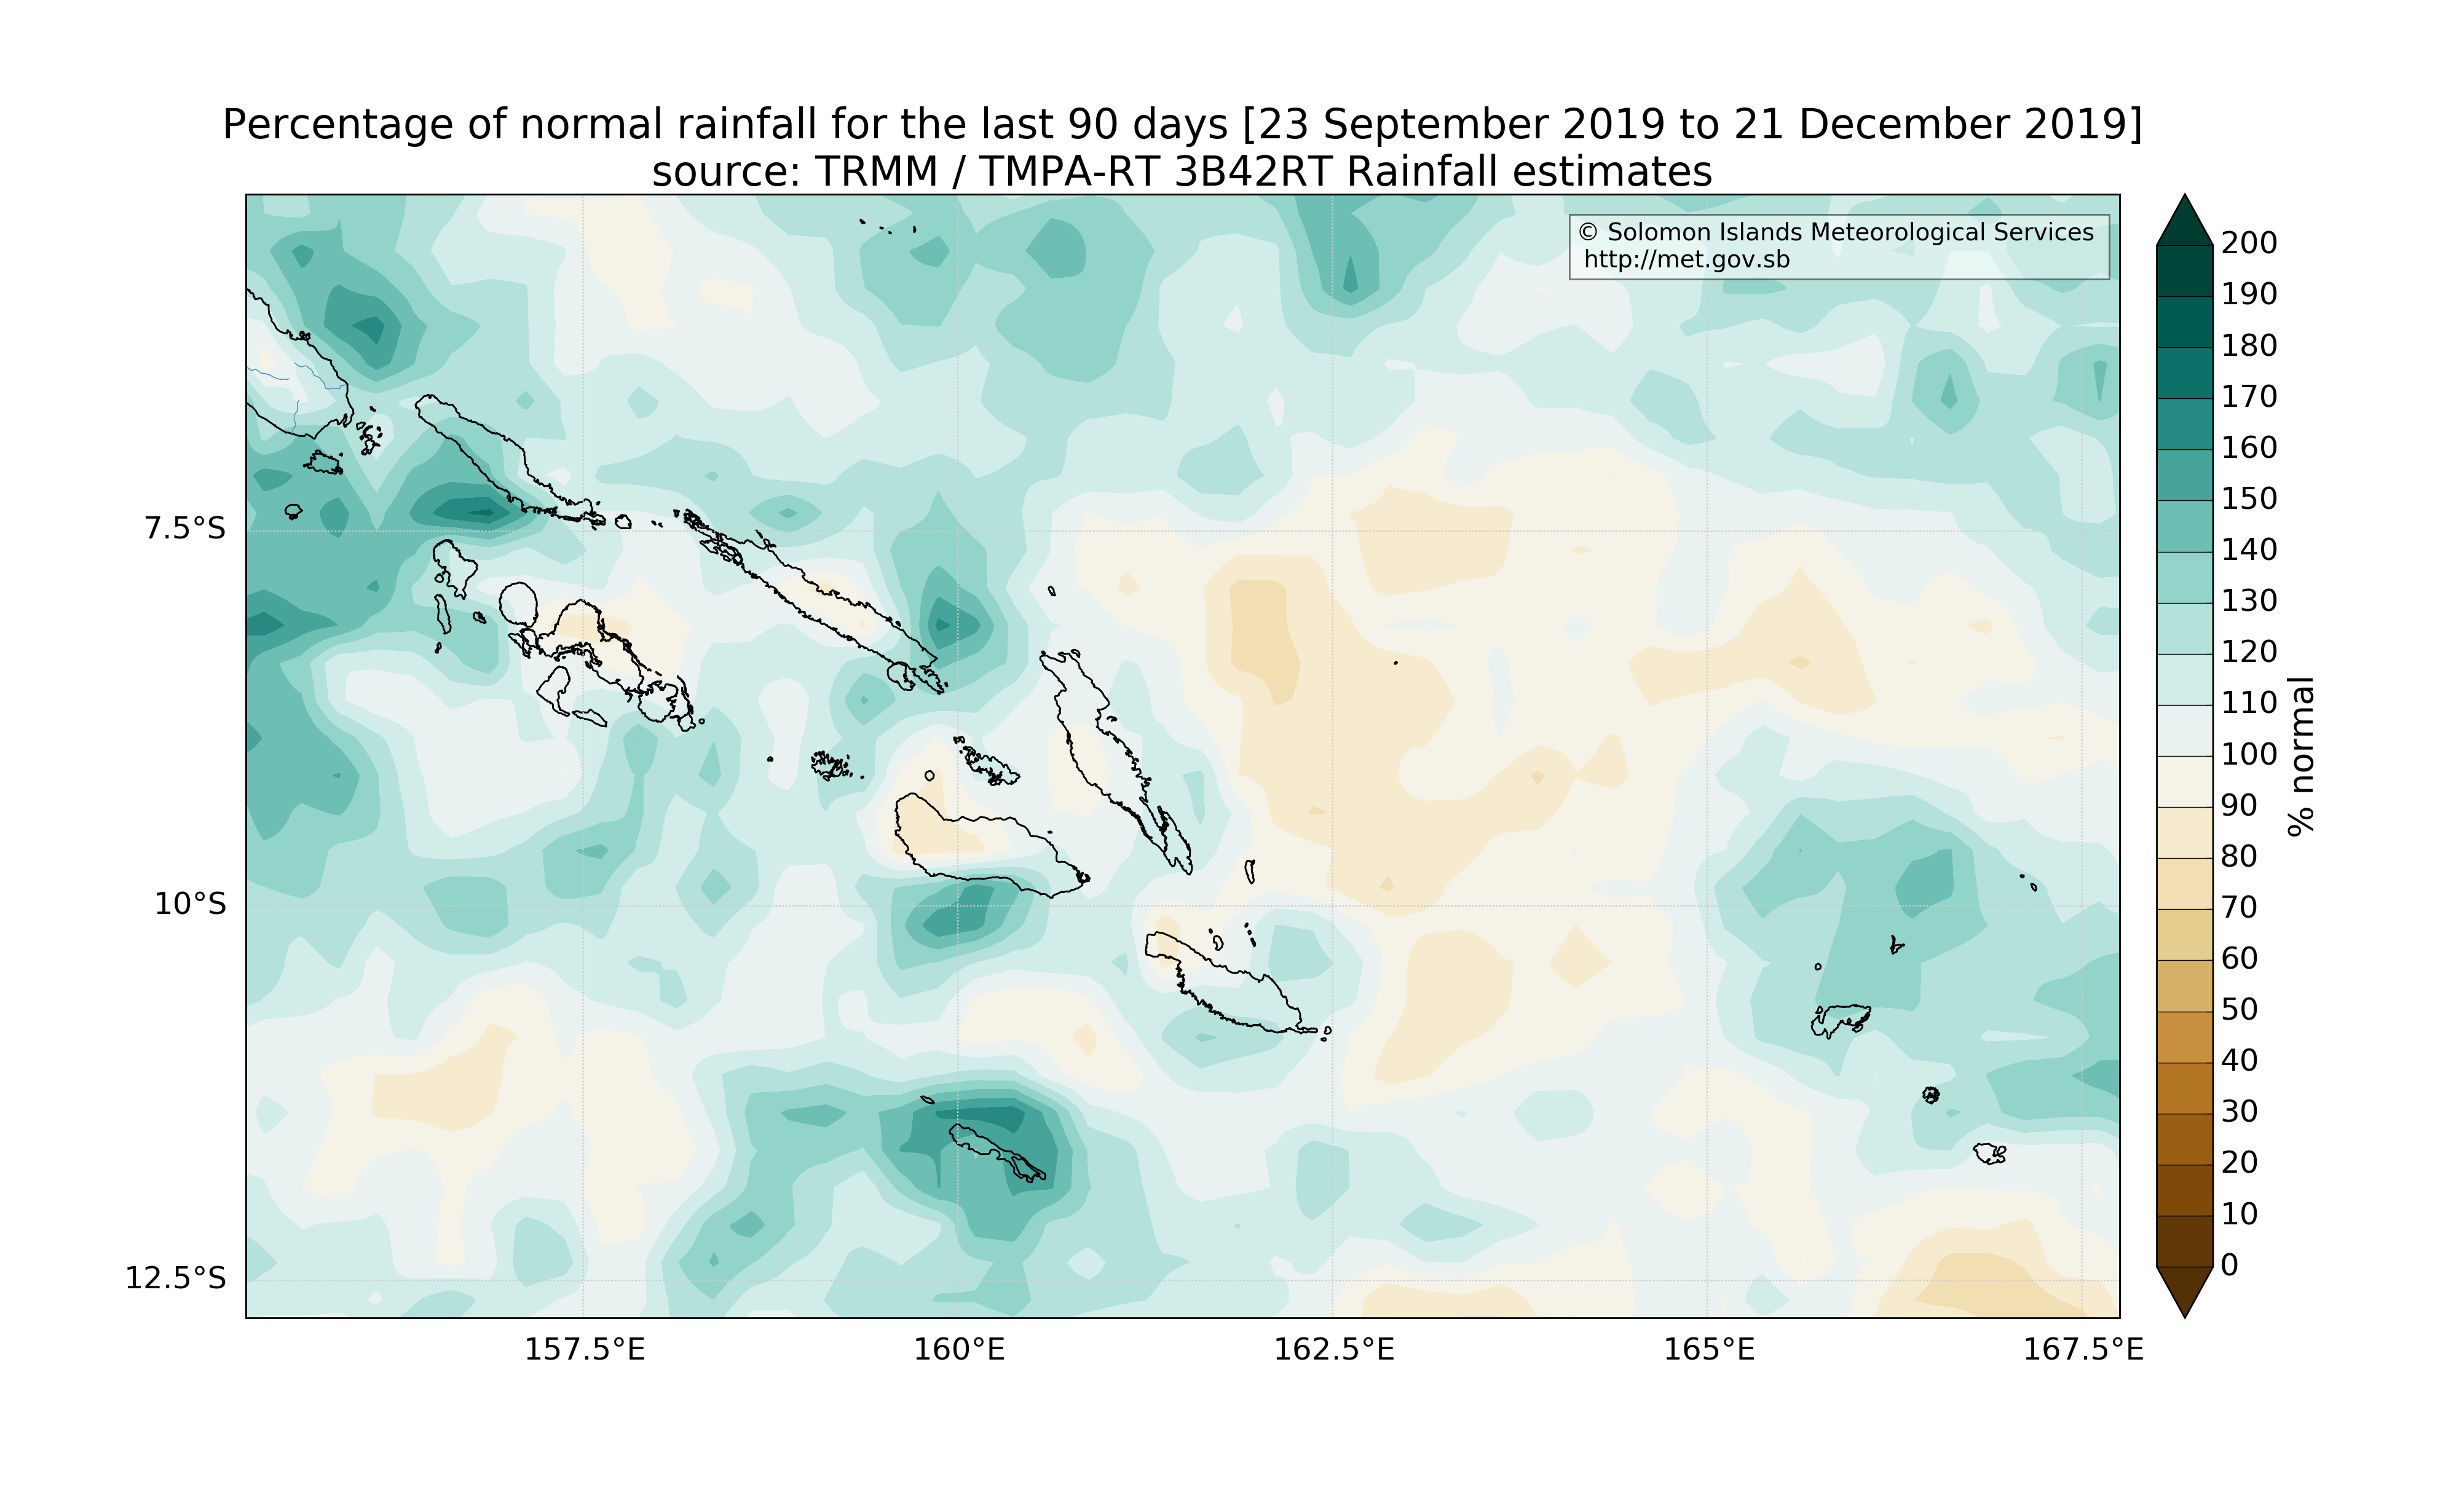 Percentage of normal rainfall for the last 90 days [23 September 2019 to 21 December 2019]
source: TRMM / TMPA-RT 3B42RT Rainfall estimates
© Solomon Islands Meteorological Services
http://met.gov.sb
7.5°S
10°S
12.5°S
157.5°E
160°E
162.5°E
165°E
167.5°E
200
190
180
170
160
150
140
130
120
110
100
90
80
70
60
50
40
30
20
10
0
% normal